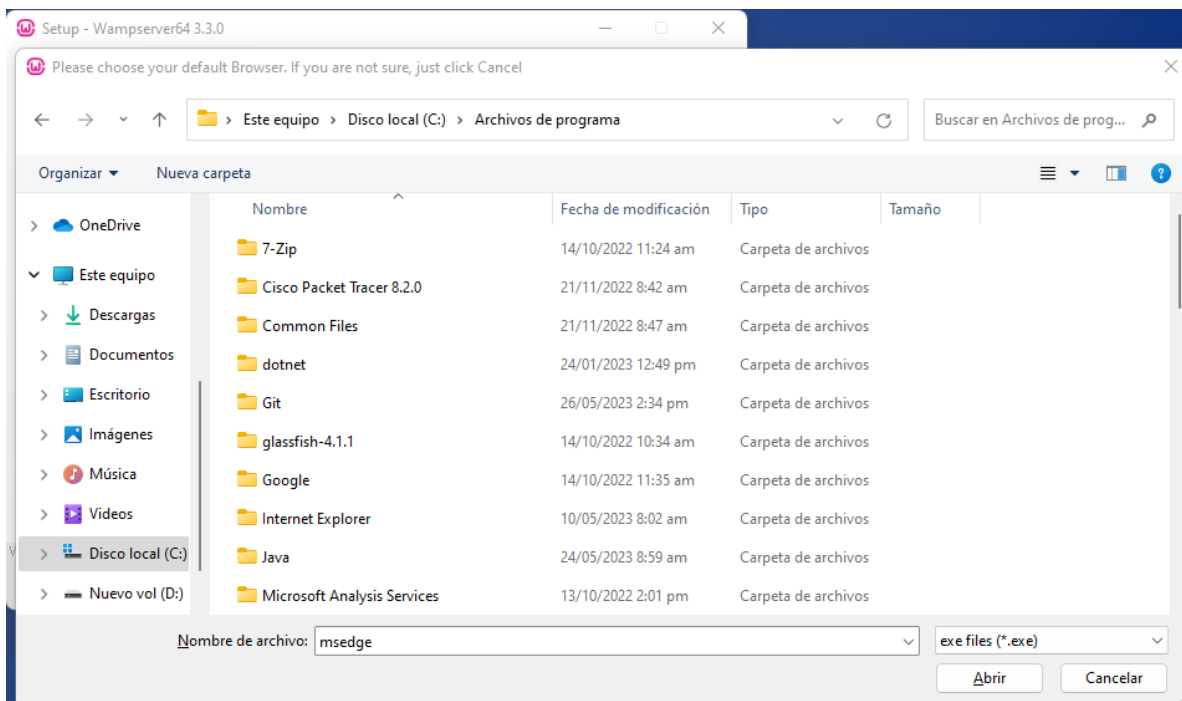 Setup - Wampserver64 3.3.0
Please choose your default Browser. If you are not sure, just click Cancel
Este equipo > Disco local (C:) > Archivos de programa
Buscar en Archivos de prog...
Organizar Nueva carpeta
Nombre Fecha de modificación Tipo Tamaño
OneDrive
Este equipo
Descargas
Documentos
Escritorio
Imágenes
Música
Videos
Disco local (C:)
Nuevo vol (D:)
7-Zip 14/10/2022 11:24 am Carpeta de archivos
Cisco Packet Tracer 8.2.0 21/11/2022 8:42 am Carpeta de archivos
Common Files 21/11/2022 8:47 am Carpeta de archivos
dotnet 24/01/2023 12:49 pm Carpeta de archivos
Git 26/05/2023 2:34 pm Carpeta de archivos
glassfish-4.1.1 14/10/2022 10:34 am Carpeta de archivos
Google 14/10/2022 11:35 am Carpeta de archivos
Internet Explorer 10/05/2023 8:02 am Carpeta de archivos
Java 24/05/2023 8:59 am Carpeta de archivos
Microsoft Analysis Services 13/10/2022 2:01 pm Carpeta de archivos
Nombre de archivo: msedge exe files (*.exe)
Abrir Cancelar